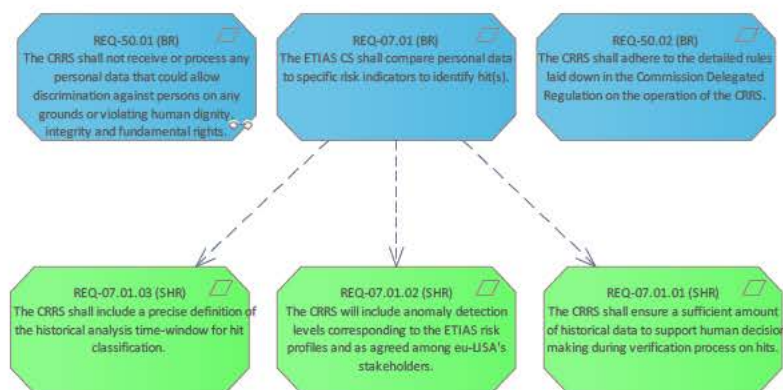 REQ-50.01 (BR)
The CRRS shall not receive or process any
personal data that could allow
discrimination against persons on any
grounds or violating human dignity,
integrity and fundamental rights.
REQ-07.01 (BR)
The ETIAS CS shall compare personal data
to specific risk indicators to identify hit(s).
REQ-50.02 (BR)
The CRRS shall adhere to the detailed rules
laid down in the Commission Delegated
Regulation on the operation of the CRRS.
REQ-07.01.03 (SHR)
The CRRS shall include a precise definition of
the historical analysis time-window for hit
classification.
REQ-07.01.02 (SHR)
The CRRS will include anomaly detection
levels corresponding to the ETIAS risk
profiles and as agreed among eu-LISA's
stakeholders.
REQ-07.01.01 (SHR)
The CRRS shall ensure a sufficient amount
of historical data to support human decision
making during verification process on hits.